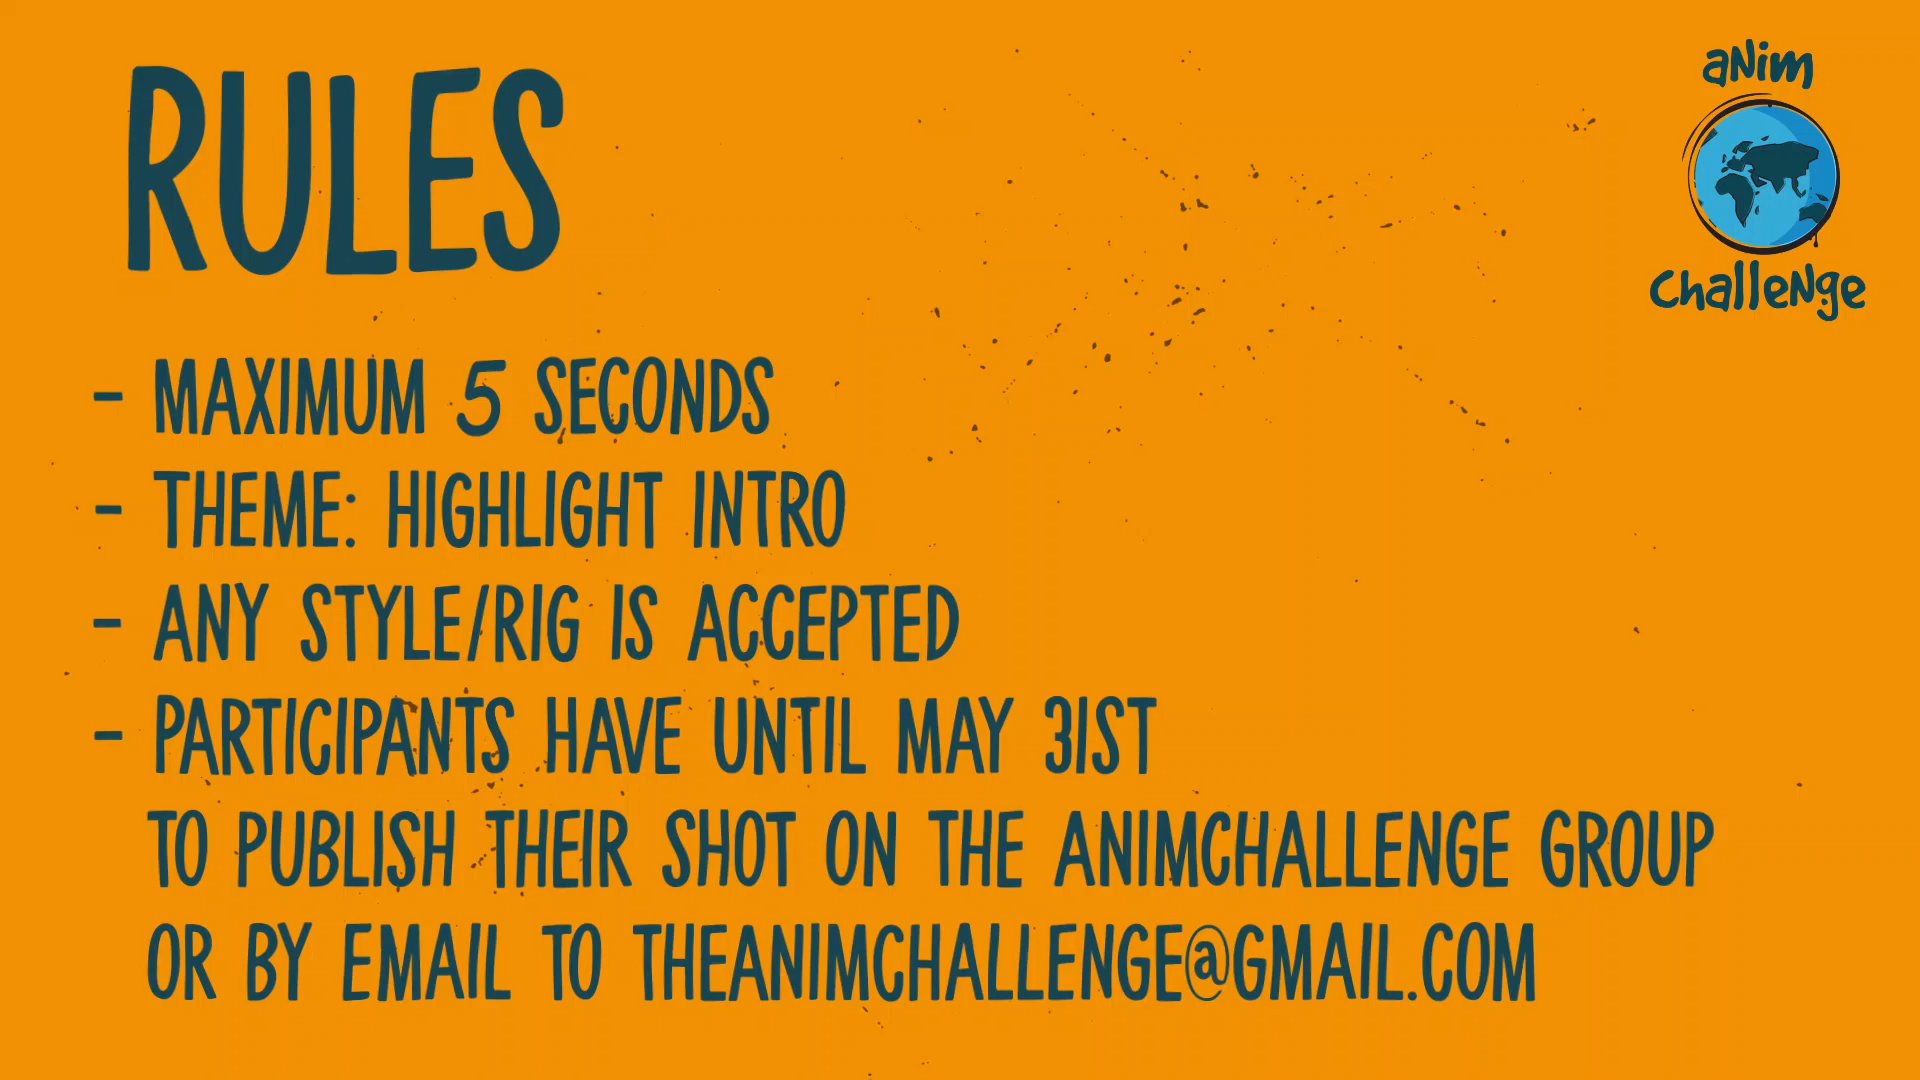 RULES
aNim
ChalleNge
- MAXIMUM 5 SECONDS
- THEME: HIGHLIGHT INTRO
- ANY STYLE/RIG IS ACCEPTED
- PARTICIPANTS HAVE UNTIL MAY 31ST
TO PUBLISH THEIR SHOT ON THE ANIMCHALLENGE GROUP
OR BY EMAIL TO THEANIMCHALLENGE@GMAIL.COM